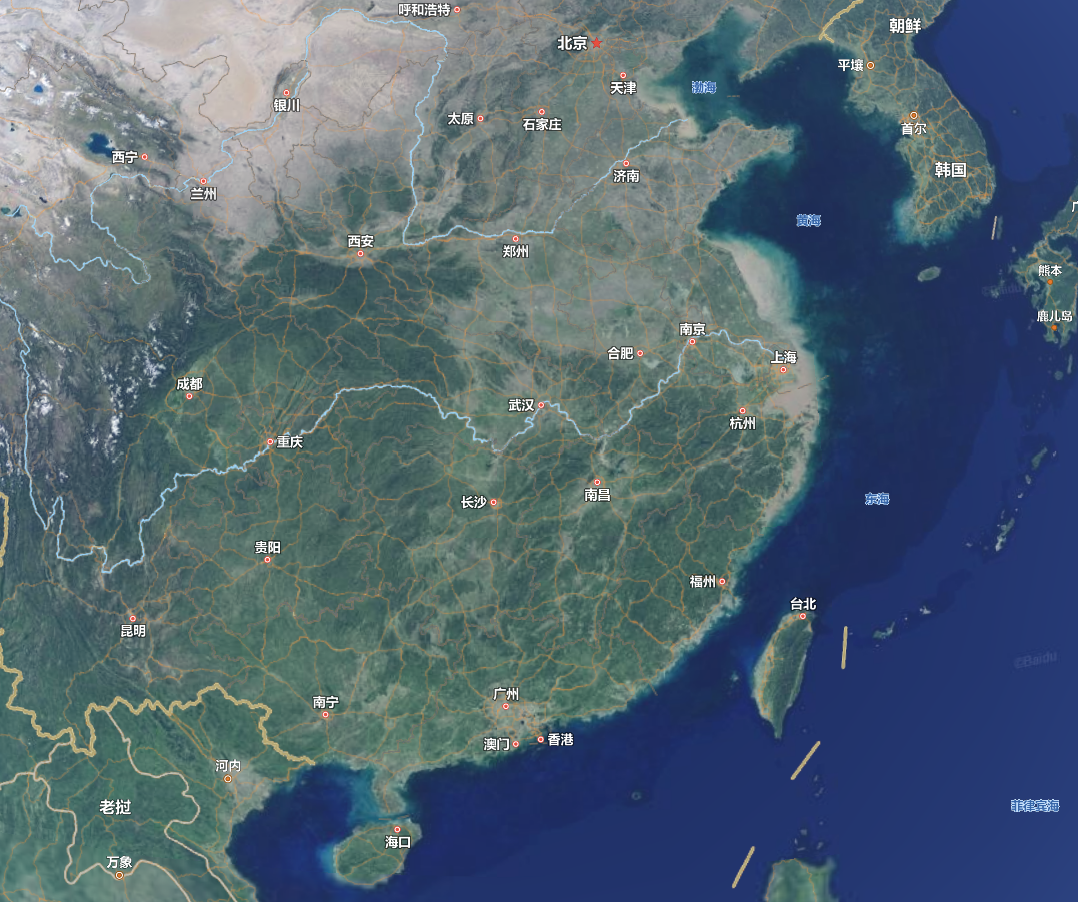 呼和浩特
朝鲜
北京
平壤
天津
渤海
银川
太原
石家庄
首尔
西宁
韩国
济南
兰州
黄海
西安
郑州
熊本
©Baidu
鹿儿岛
南京
合肥
上海
成都
武汉
杭州
重庆
南昌
东海
长沙
贵阳
福州
台北
昆明
©Baidu
南宁
广州
澳门
香港
河内
老挝
菲律宾海
海口
万象